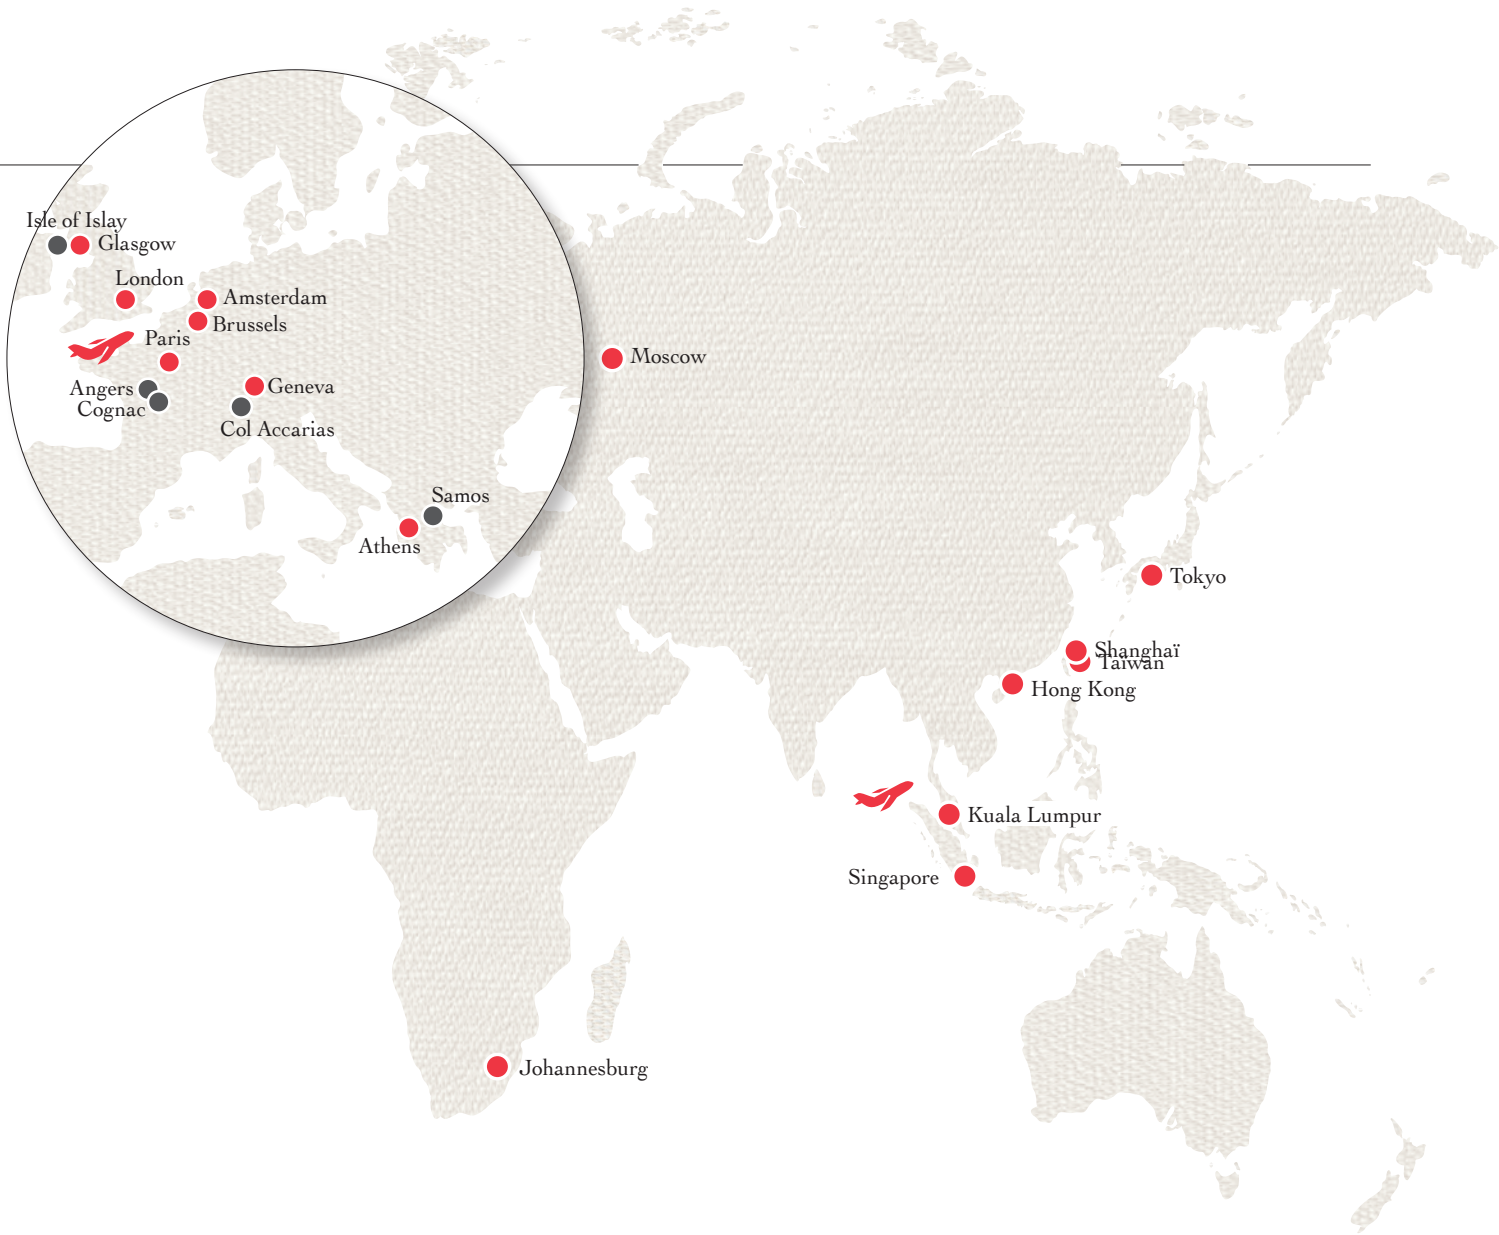 Isle of Islay
Glasgow
London
Amsterdam
Brussels
Paris
Moscow
Angers
Geneva
Cognac
Col Accarias
Samos
Athens
Tokyo
Shanghaï
Taïwan
Hong Kong
Kuala Lumpur
Singapore
Johannesburg